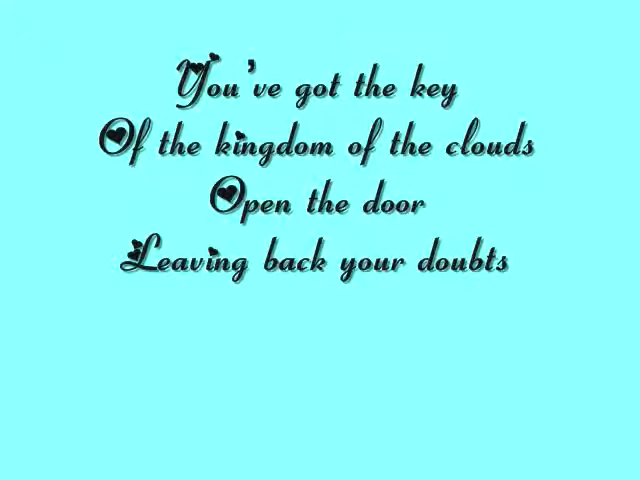 You've got the key
Of the kingdom of the clouds
Open the door
Leaving back your doubts